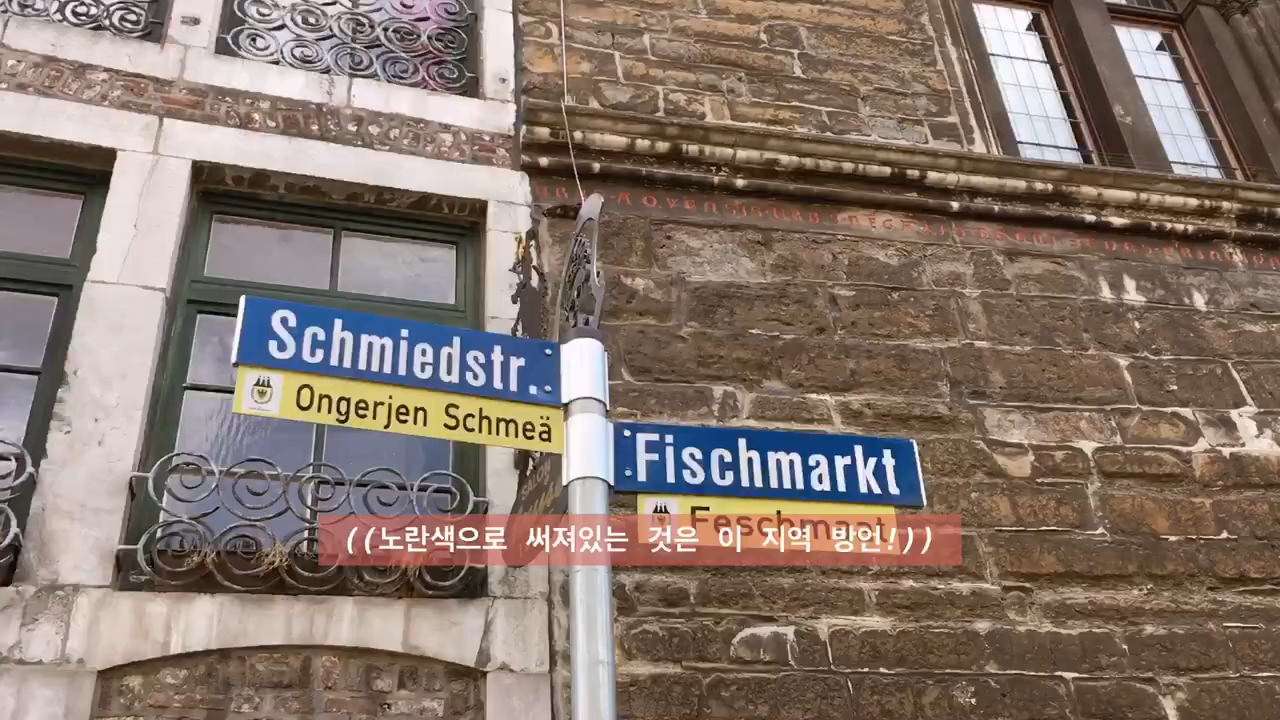 Schmiedstr.
Ongerjen Schmeä
Fischmarkt
Feschmaat
((노란색으로 써져있는 것은 이 지역 방언!))